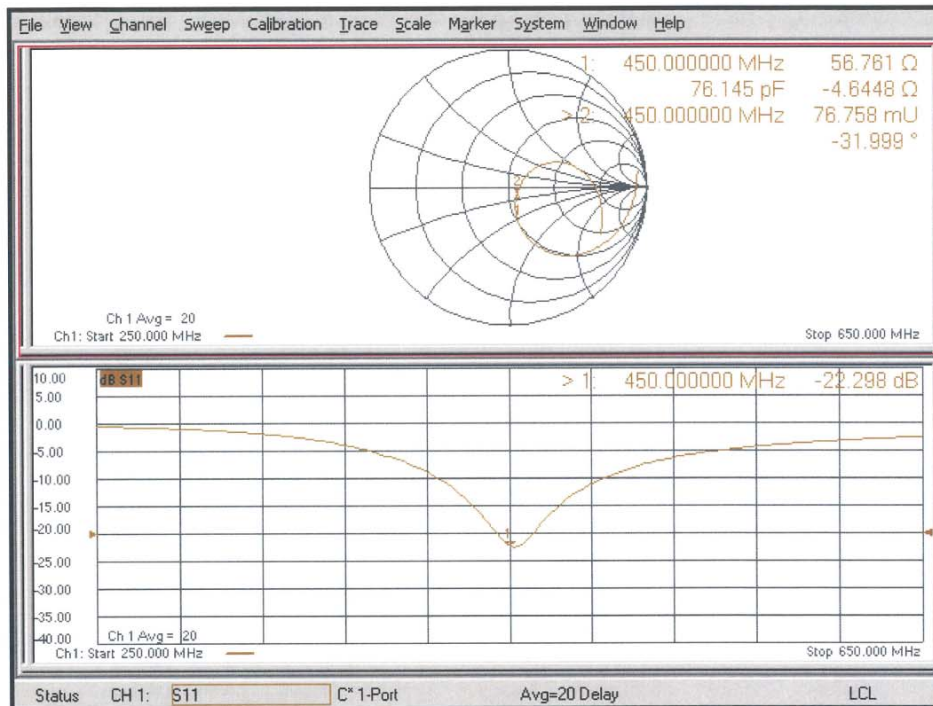 File View Channel Sweep Calibration Trace Scale Marker System Window Help
1: 450.000000 MHz 56.761 Ω
76.145 pF -4.6448 Ω
> 2: 450.000000 MHz 76.758 mU
-31.999 °
Ch 1 Avg = 20
Ch1: Start 250.000 MHz
Stop 650.000 MHz
10.00
dB S11
> 1: 450.000000 MHz -22.298 dB
5.00
0.00
-5.00
-10.00
-15.00
-20.00
1
-25.00
-30.00
-35.00
-40.00
Ch 1 Avg = 20
Ch1: Start 250.000 MHz
Stop 650.000 MHz
Status CH 1: S11 C* 1-Port Avg=20 Delay LCL